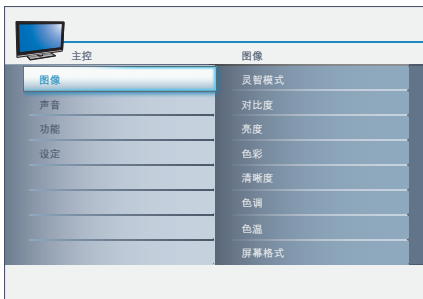 主控
图像
图像
声音
功能
设定
灵智模式
对比度
亮度
色彩
清晰度
色调
色温
屏幕格式